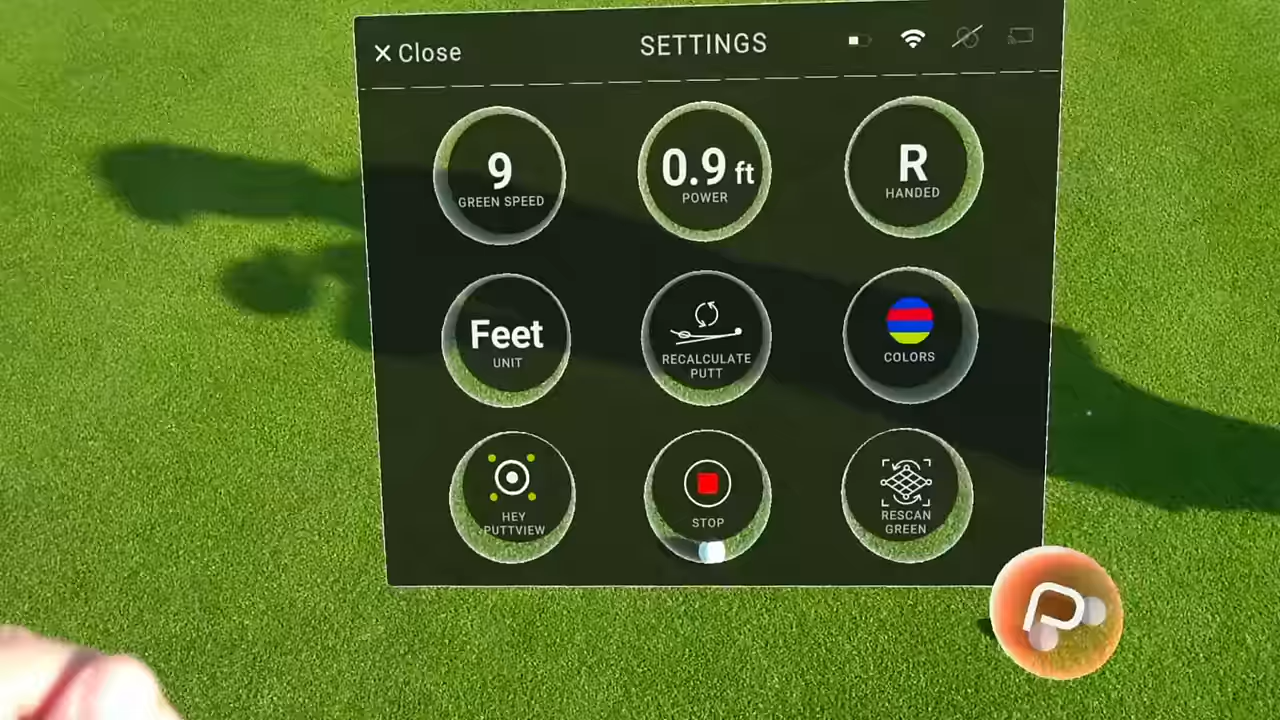 × Close
SETTINGS
9
GREEN SPEED
0.9 ft
POWER
R
HANDED
Feet
UNIT
RECALCULATE
PUTT
COLORS
HEY
PUTTVIEW
STOP
RESCAN
GREEN